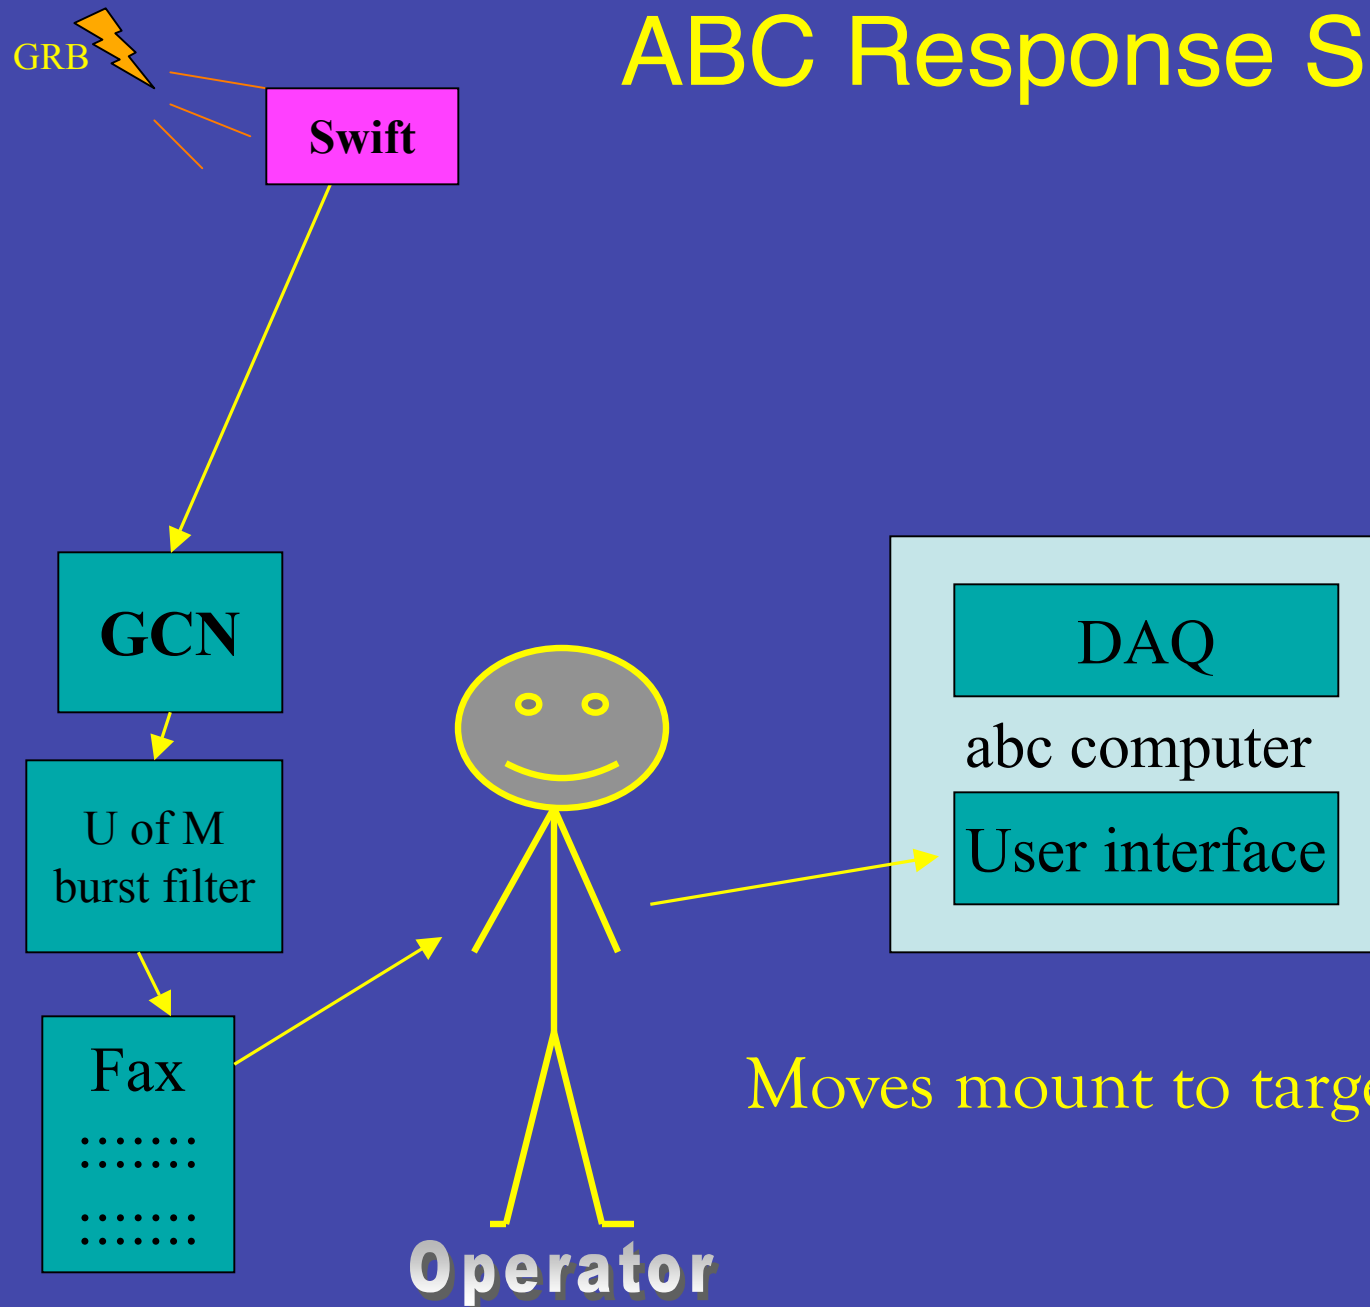 ABC Response S
GRB
Swift
GCN
DAQ
abc computer
User interface
U of M
burst filter
Fax
Moves mount to targe
Operator